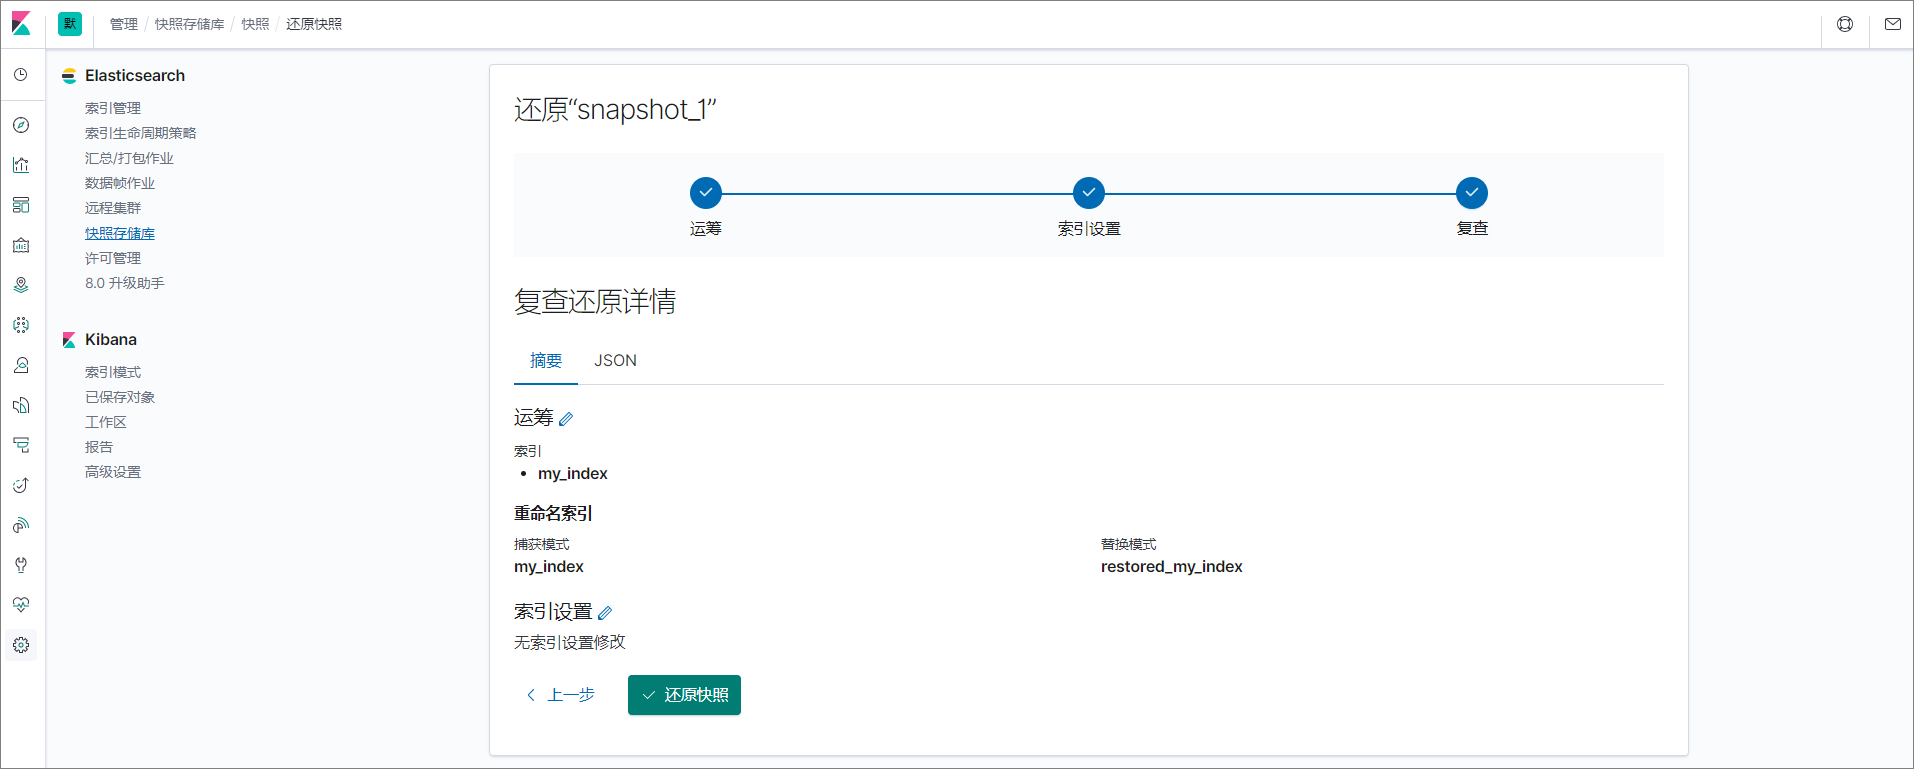 默 管理 / 快照存储库 / 快照 / 还原快照
Elasticsearch
索引管理
索引生命周期策略
汇总/打包作业
数据帧作业
远程集群
快照存储库
许可管理
8.0 升级助手
Kibana
索引模式
已保存对象
工作区
报告
高级设置
还原“snapshot_1”
运筹 索引设置 复查
复查还原详情
摘要 JSON
运筹
索引
• my_index
重命名索引
捕获模式 替换模式
my_index restored_my_index
索引设置
无索引设置修改
上一步 还原快照